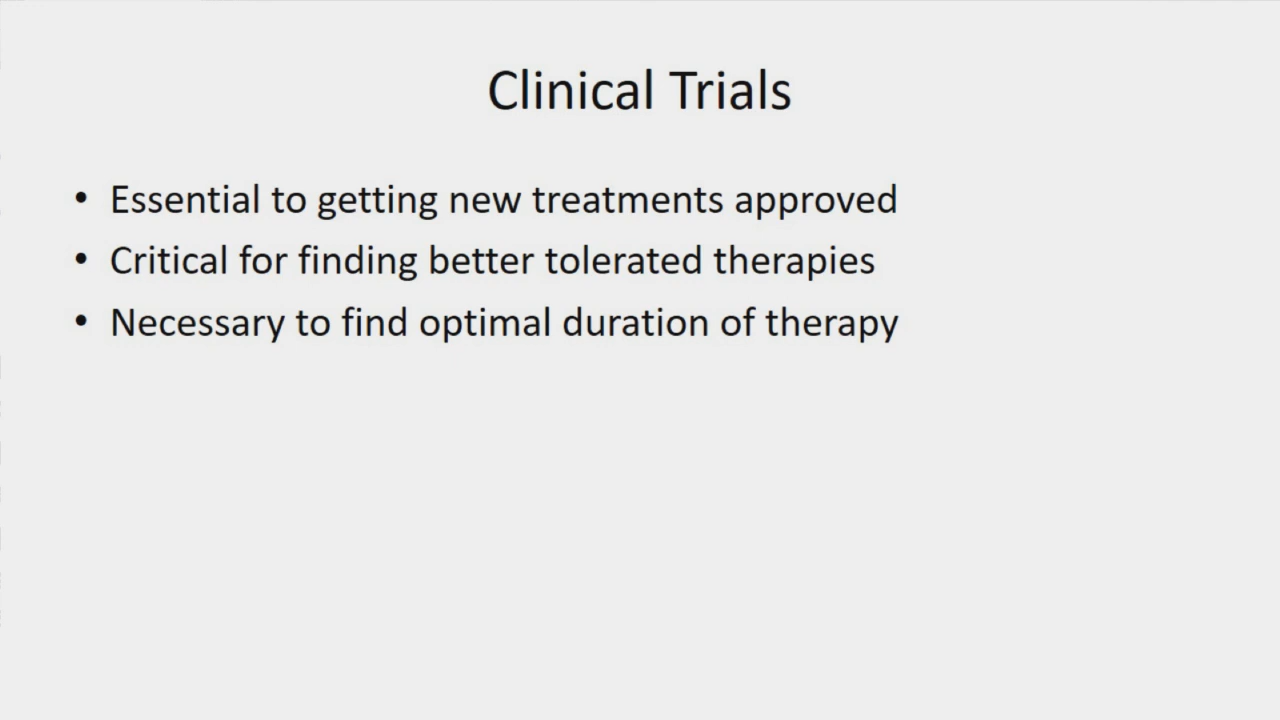 Clinical Trials
• Essential to getting new treatments approved
• Critical for finding better tolerated therapies
• Necessary to find optimal duration of therapy